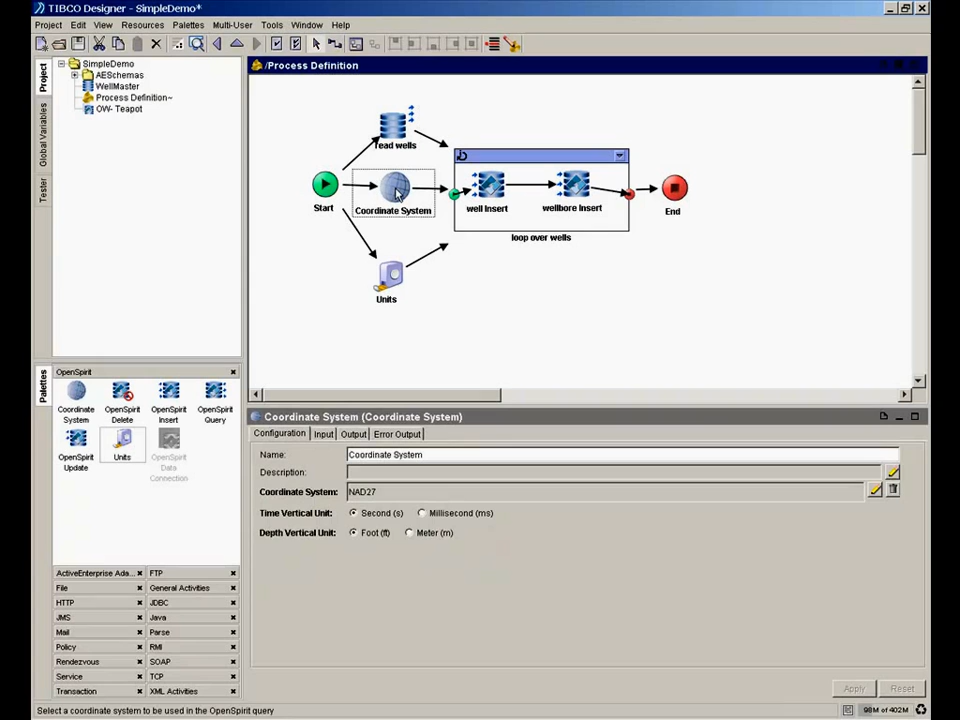 TIBCO Designer - SimpleDemo*
Project Edit View Resources Palettes Multi-User Tools Window Help
Project
Global Variables
Tester
SimpleDemo
AESchemas
WellMaster
Process Definition~
OW- Teapot
/Process Definition
read wells
Start
Coordinate System
well Insert
wellbore Insert
End
loop over wells
Units
Palettes
OpenSpirit
Coordinate System
OpenSpirit Delete
OpenSpirit Insert
OpenSpirit Query
OpenSpirit Update
Units
OpenSpirit Data Connection
ActiveEnterprise Ada... FTP
File General Activities
HTTP JDBC
JMS Java
Mail Parse
Policy RMI
Rendezvous SOAP
Service TCP
Transaction XML Activities
Coordinate System (Coordinate System)
Configuration Input Output Error Output
Name: Coordinate System
Description:
Coordinate System: NAD27
Time Vertical Unit: Second (s) Millisecond (ms)
Depth Vertical Unit: Foot (ft) Meter (m)
Apply Reset
Select a coordinate system to be used in the OpenSpirit query
98M of 402M